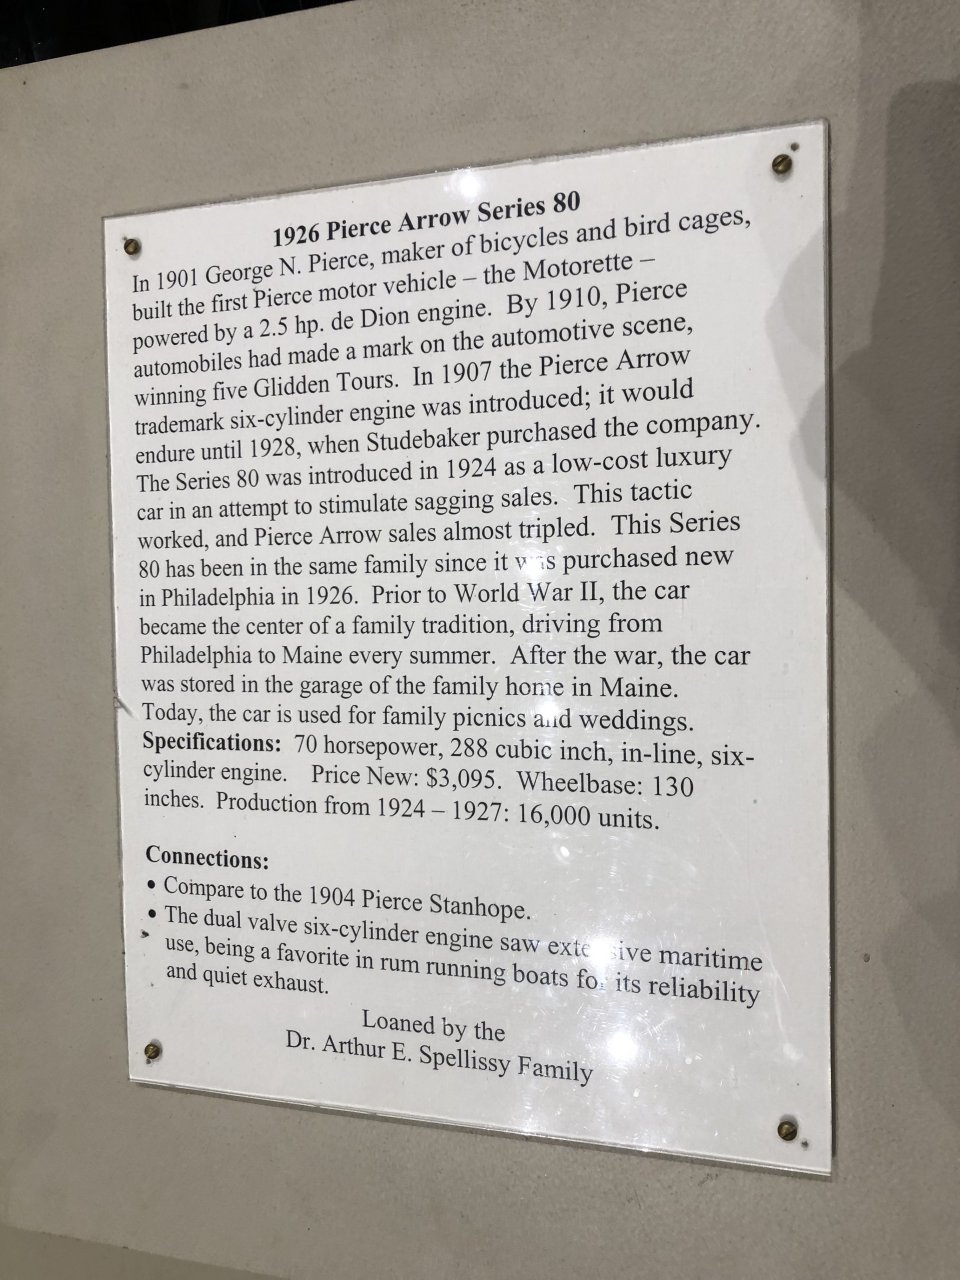 1926 Pierce Arrow Series 80
In 1901 George N. Pierce, maker of bicycles and bird cages,
built the first Pierce motor vehicle – the Motorette –
powered by a 2.5 hp. de Dion engine. By 1910, Pierce
automobiles had made a mark on the automotive scene,
winning five Glidden Tours. In 1907 the Pierce Arrow
trademark six-cylinder engine was introduced; it would
endure until 1928, when Studebaker purchased the company.
The Series 80 was introduced in 1924 as a low-cost luxury
car in an attempt to stimulate sagging sales. This tactic
worked, and Pierce Arrow sales almost tripled. This Series
80 has been in the same family since it was purchased new
in Philadelphia in 1926. Prior to World War II, the car
became the center of a family tradition, driving from
Philadelphia to Maine every summer. After the war, the car
was stored in the garage of the family home in Maine.
Today, the car is used for family picnics and weddings.
Specifications: 70 horsepower, 288 cubic inch, in-line, six-
cylinder engine. Price New: $3,095. Wheelbase: 130
inches. Production from 1924 – 1927: 16,000 units.
Connections:
• Compare to the 1904 Pierce Stanhope.
• The dual valve six-cylinder engine saw extensive maritime
use, being a favorite in rum running boats for its reliability
and quiet exhaust.
Loaned by the
Dr. Arthur E. Spellissy Family